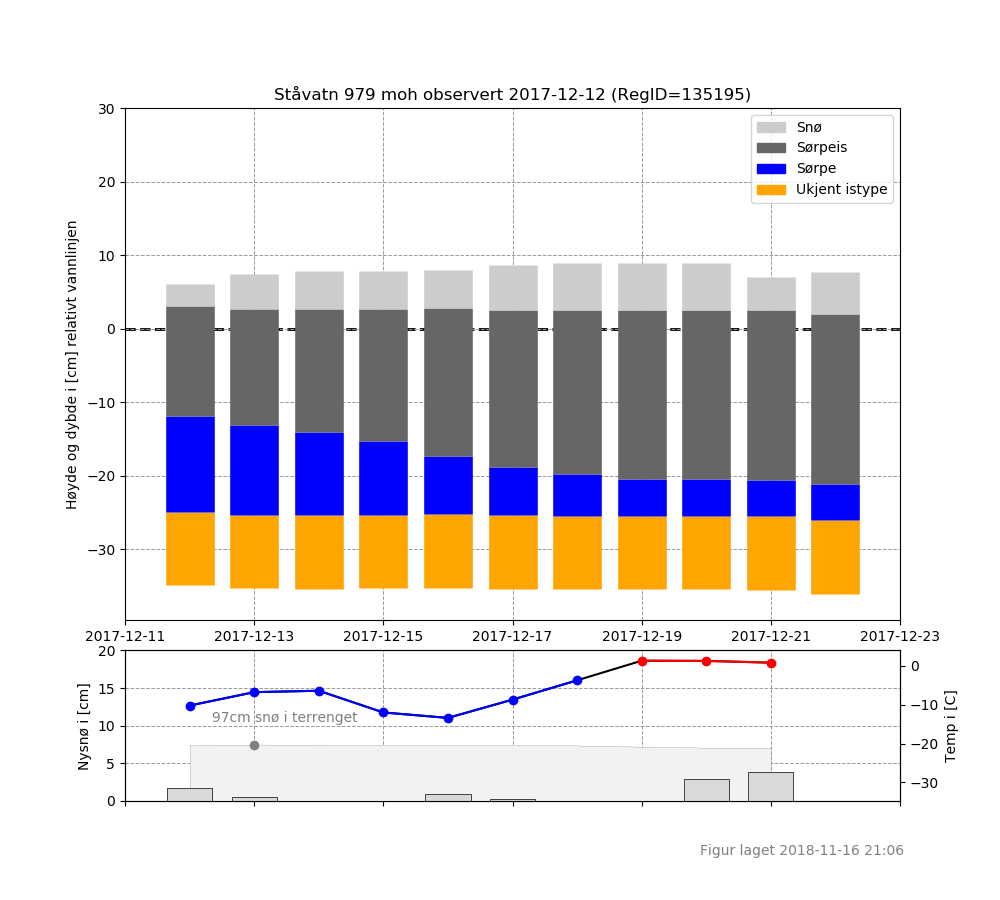 Ståvatn 979 moh observert 2017-12-12 (RegID=135195)
Høyde og dybde i [cm] relativt vannlinjen
30
20
10
0
−10
−20
−30
Snø
Sørpeis
Sørpe
Ukjent istype
2017-12-11 2017-12-13 2017-12-15 2017-12-17 2017-12-19 2017-12-21 2017-12-23
Nysnø i [cm]
20
15
10
5
0
97cm snø i terrenget
0
−10
−20
−30
Temp i [C]
Figur laget 2018-11-16 21:06